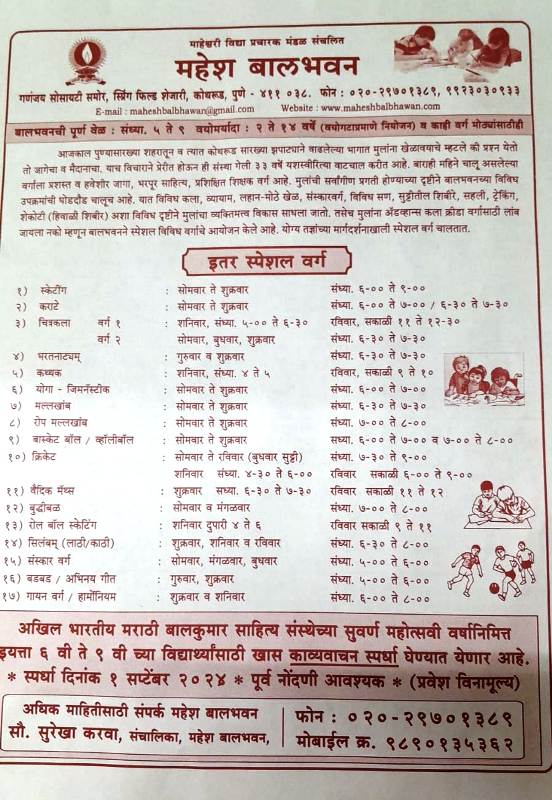 माहेश्वरी विद्या प्रचारक मंडळ संचलित
महेश बालभवन
गणंजय सोसायटी समोर, स्प्रिंग फिल्ड शेजारी, कोथरूड, पुणे - ४११ ०३८. फोन : ०२०-२९७०१३८९, ९९२३०३०९३३
E-mail : maheshbalbhawan@gmail.com Website : www.maheshbalbhawan.com
बालभवनची पूर्ण वेळ : संध्या. ५ ते ९ वयोमर्यादा : २ ते १४ वर्षे (वयोगटाप्रमाणे नियोजन) व काही वर्ग मोठ्यांसाठीही
आजकाल पुण्यासारख्या शहरातून व त्यात कोथरूड सारख्या झपाट्याने वाढलेल्या भागात मुलांना खेळवायचे म्हटले की प्रश्न येतो
तो जागेचा व मैदानाचा. याच विचाराने प्रेरीत होऊन ही संस्था गेली ३३ वर्षे यशस्वीरित्या वाटचाल करीत आहे. बाराही महिने चालू असलेल्या
वर्गाला प्रशस्त व हवेशीर जागा, भरपूर साहित्य, प्रशिक्षित शिक्षक वर्ग आहे. मुलांची सर्वांगीण प्रगती होण्याच्या दृष्टीने बालभवनच्या विविध
उपक्रमांची घोडदौड चालूच आहे. यात विविध कला, व्यायाम, लहान-मोठे खेळ, संस्कारवर्ग, विविध सण, सुट्टीतील शिबीरे, सहली, ट्रेकिंग,
शेकोटी (हिवाळी शिबीर) अशा विविध दृष्टीने मुलांचा व्यक्तिमत्त्व विकास साधला जातो. तसेच मुलांना अ‍ॅडव्हान्स कला क्रीडा वर्गासाठी लांब
जायला नको म्हणून बालभवनने स्पेशल विविध वर्गाचे आयोजन केले आहे. योग्य तज्ञांच्या मार्गदर्शनाखाली स्पेशल वर्ग चालतात.
इतर स्पेशल वर्ग
१) स्केटींग : सोमवार ते शुक्रवार संध्या. ६-०० ते ९-००
२) कराटे : सोमवार ते शुक्रवार संध्या. ६-०० ते ७-०० / ६-३० ते ७-३०
३) चित्रकला वर्ग १ : शनिवार, संध्या. ५-०० ते ६-३० रविवार, सकाळी ११ ते १२-३०
वर्ग २ सोमवार, बुधवार, शुक्रवार संध्या. ६-३० ते ७-३०
४) भरतनाट्यम् : गुरुवार व शुक्रवार संध्या. ६-३० ते ७-३०
५) कथ्थक : शनिवार, संध्या. ४ ते ५ रविवार, सकाळी ९ ते १०
६) योगा - जिमनॅस्टीक : सोमवार ते शुक्रवार संध्या. ६-०० ते ७-००
७) मल्लखांब : सोमवार ते शुक्रवार संध्या. ६-३० ते ७-३०
८) रोप मल्लखांब : सोमवार ते शुक्रवार संध्या. ७-०० ते ८-००
९) बास्केट बॉल / व्हॉलीबॉल : सोमवार ते शुक्रवार संध्या. ६-०० ते ७-०० व ७-०० ते ८-००
१०) क्रिकेट : सोमवार ते रविवार (बुधवार सुट्टी) संध्या. ७-३० ते ९-००
शनिवार संध्या. ४-३० ते ६-०० रविवार सकाळी ६-०० ते ९-००
११) वैदिक मॅथ्स : शुक्रवार सध्या. ६-३० ते ७-३० रविवार सकाळी ११ ते १२
१२) बुद्धीबळ : सोमवार व मंगळवार संध्या. ७-०० ते ८-००
१३) रोल बॉल स्केटिंग : शनिवार दुपारी ४ ते ६ रविवार सकाळी ९ ते ११
१४) सिलंबम् (लाठी/काठी) : शुक्रवार, शनिवार व रविवार संध्या. ६-३० ते ८-००
१५) संस्कार वर्ग : सोमवार, मंगळवार, बुधवार संध्या. ५-०० ते ६-००
१६) बडबड / अभिनय गीत : गुरुवार, शुक्रवार संध्या. ५-०० ते ६-००
१७) गायन वर्ग / हार्मोनियम : शुक्रवार व शनिवार संध्या. ६-०० ते ८-००
अखिल भारतीय मराठी बालकुमार साहित्य संस्थेच्या सुवर्ण महोत्सवी वर्षानिमित्त
इयत्ता ६ वी ते ९ वी च्या विद्यार्थ्यांसाठी खास काव्यवाचन स्पर्धा घेण्यात येणार आहे.
* स्पर्धा दिनांक १ सप्टेंबर २०२४ * पूर्व नोंदणी आवश्यक * (प्रवेश विनामूल्य)
अधिक माहितीसाठी संपर्क महेश बालभवन
सौ. सुरेखा करवा, संचालिका, महेश बालभवन,
फोन : ०२०-२९७०१३८९
मोबाईल क्र. ९८९०१३५३६२